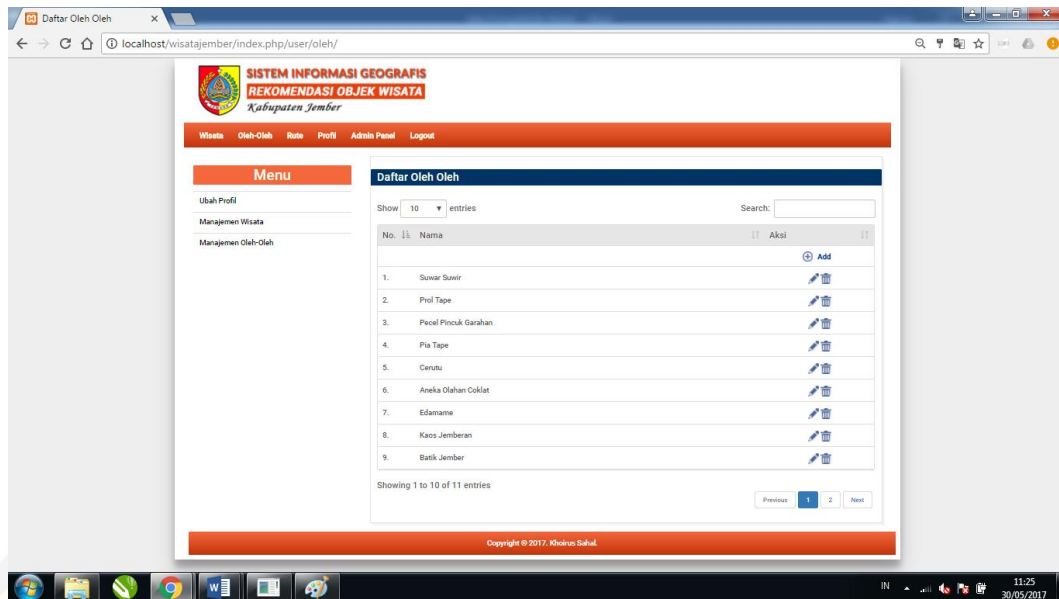 Daftar Oleh Oleh
localhost/wisatajember/index.php/user/oleh/
SISTEM INFORMASI GEOGRAFIS
REKOMENDASI OBJEK WISATA
Kabupaten Jember
Wisata Oleh-Oleh Rute Profil Admin Panel Logout
Menu
Ubah Profil
Manajemen Wisata
Manajemen Oleh-Oleh
Daftar Oleh Oleh
Show 10 entries Search:
No. Nama Aksi
Add
1. Suwar Suwir
2. Prol Tape
3. Pecel Pincuk Garahan
4. Pia Tape
5. Cerutu
6. Aneka Olahan Coklat
7. Edamame
8. Kaos Jemberan
9. Batik Jember
Showing 1 to 10 of 11 entries
Previous 1 2 Next
Copyright © 2017. Khoirus Sahal.
IN 11:25
30/05/2017